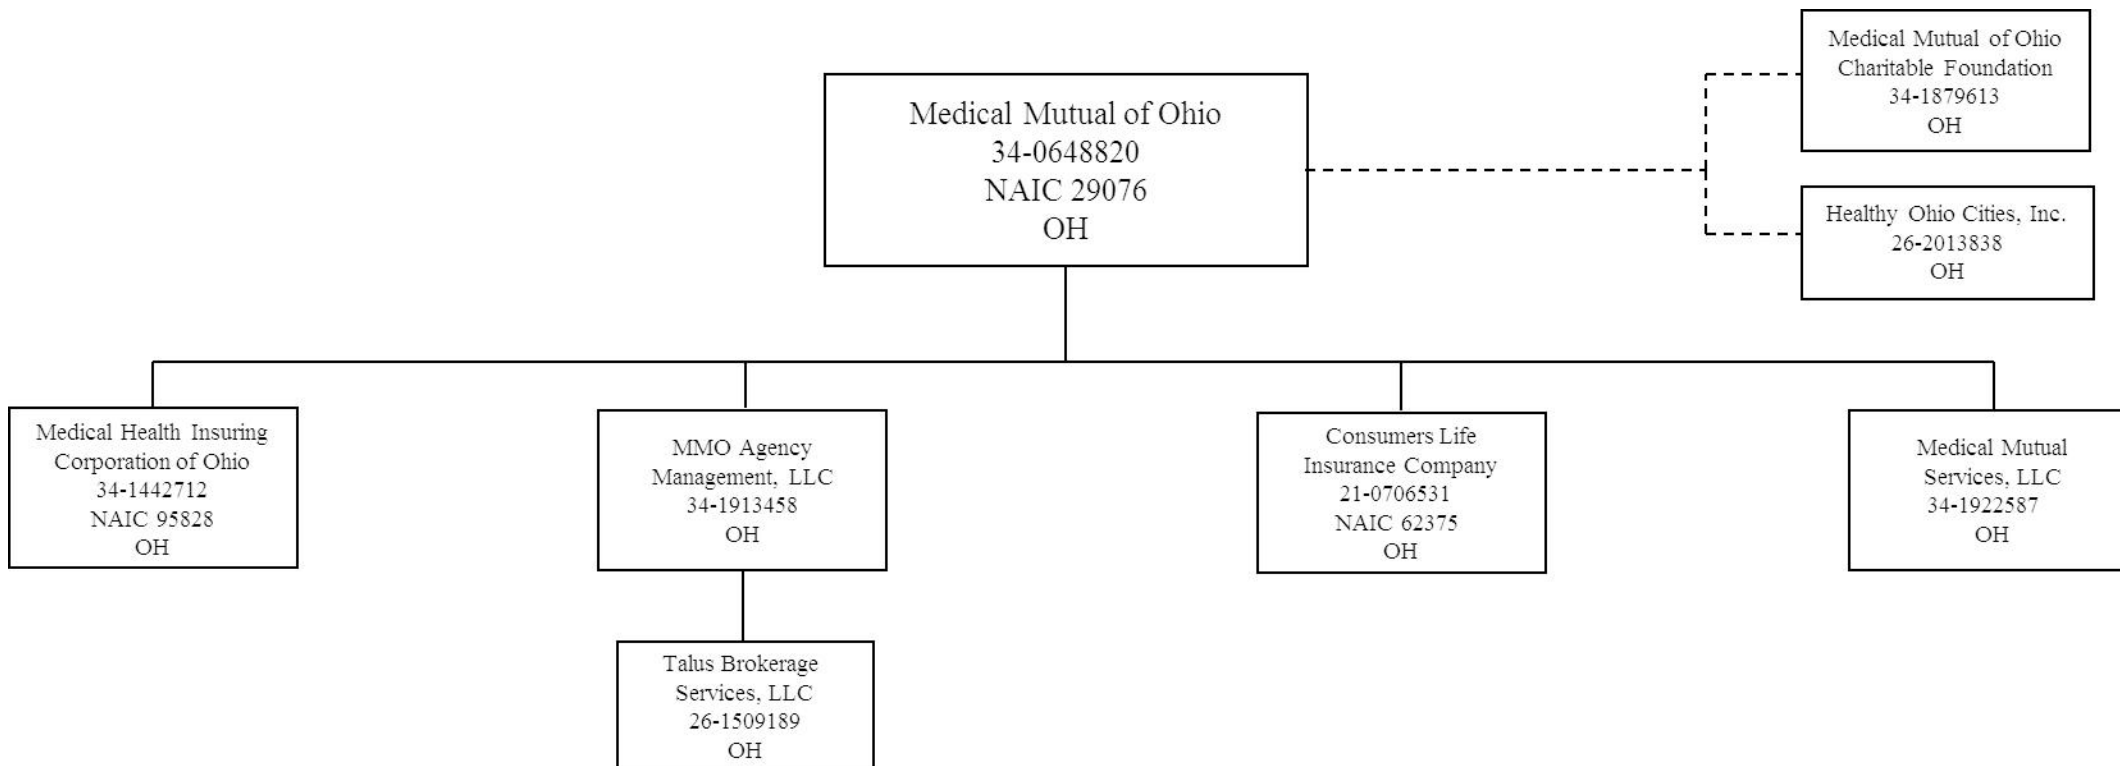 Medical Mutual of Ohio
Charitable Foundation
34-1879613
OH
Medical Mutual of Ohio
34-0648820
NAIC 29076
OH
Healthy Ohio Cities, Inc.
26-2013838
OH
Medical Health Insuring
Corporation of Ohio
34-1442712
NAIC 95828
OH
MMO Agency
Management, LLC
34-1913458
OH
Consumers Life
Insurance Company
21-0706531
NAIC 62375
OH
Medical Mutual
Services, LLC
34-1922587
OH
Talus Brokerage
Services, LLC
26-1509189
OH